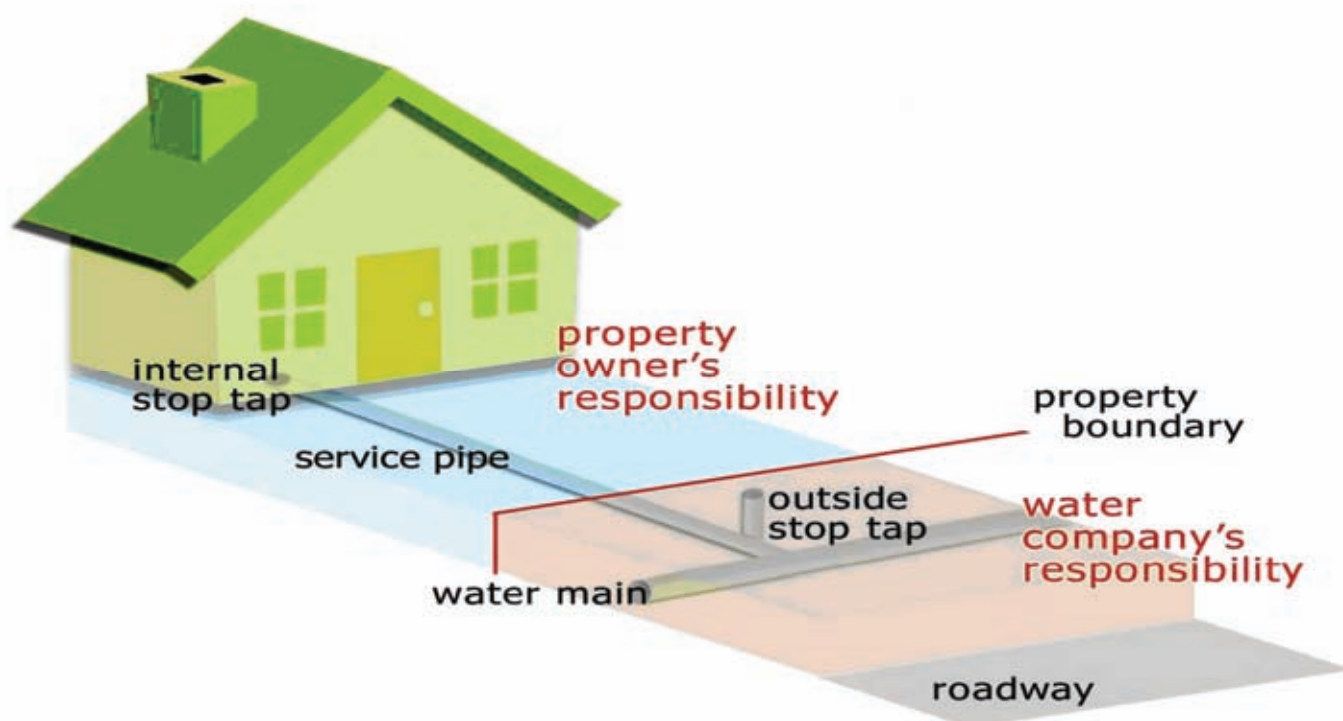 internal
stop tap
property
owner's
responsibility
property
boundary
service pipe
outside
stop tap
water
company's
responsibility
water main
roadway